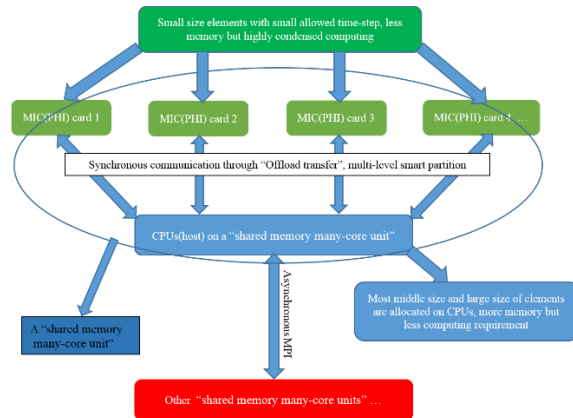 Small size elements with small allowed time-step, less
memory but highly condensed computing
MIC(PHI) card 1
MIC(PHI) card 2
MIC(PHI) card 3
MIC(PHI) card 4 …
Synchronous communication through “Offload transfer”, multi-level smart partition
CPUs(host) on a “shared memory many-core unit”
Asynchronous MPI
A “shared memory
many-core unit”
Most middle size and large size of elements
are allocated on CPUs, more memory but
less computing requirement
Other “shared memory many-core units” …